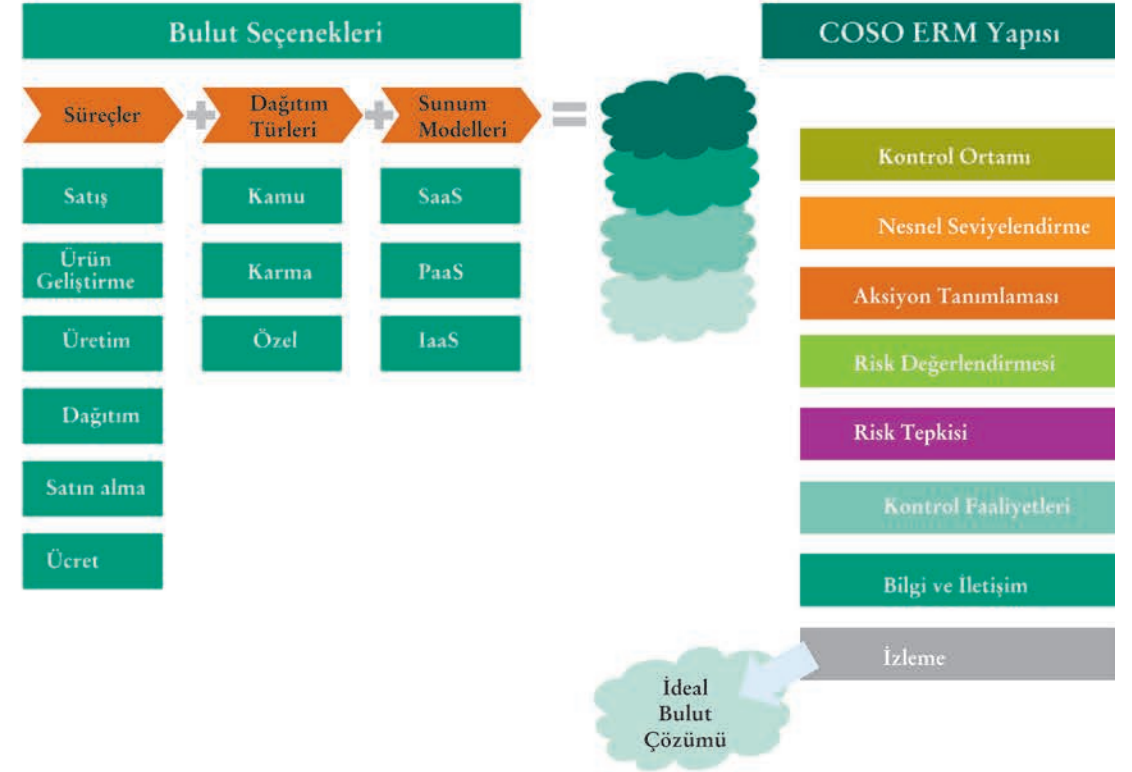 Bulut Seçenekleri
COSO ERM Yapısı
Süreçler
Dağıtım
Türleri
Sunum
Modelleri
Satış
Ürün
Geliştirme
Üretim
Dağıtım
Satın alma
Ücret
Kamu
Karma
Özel
SaaS
PaaS
IaaS
Kontrol Ortamı
Nesnel Seviyelendirme
Aksiyon Tanımlaması
Risk Değerlendirmesi
Risk Tepkisi
Kontrol Faaliyetleri
Bilgi ve İletişim
İzleme
İdeal
Bulut
Çözümü